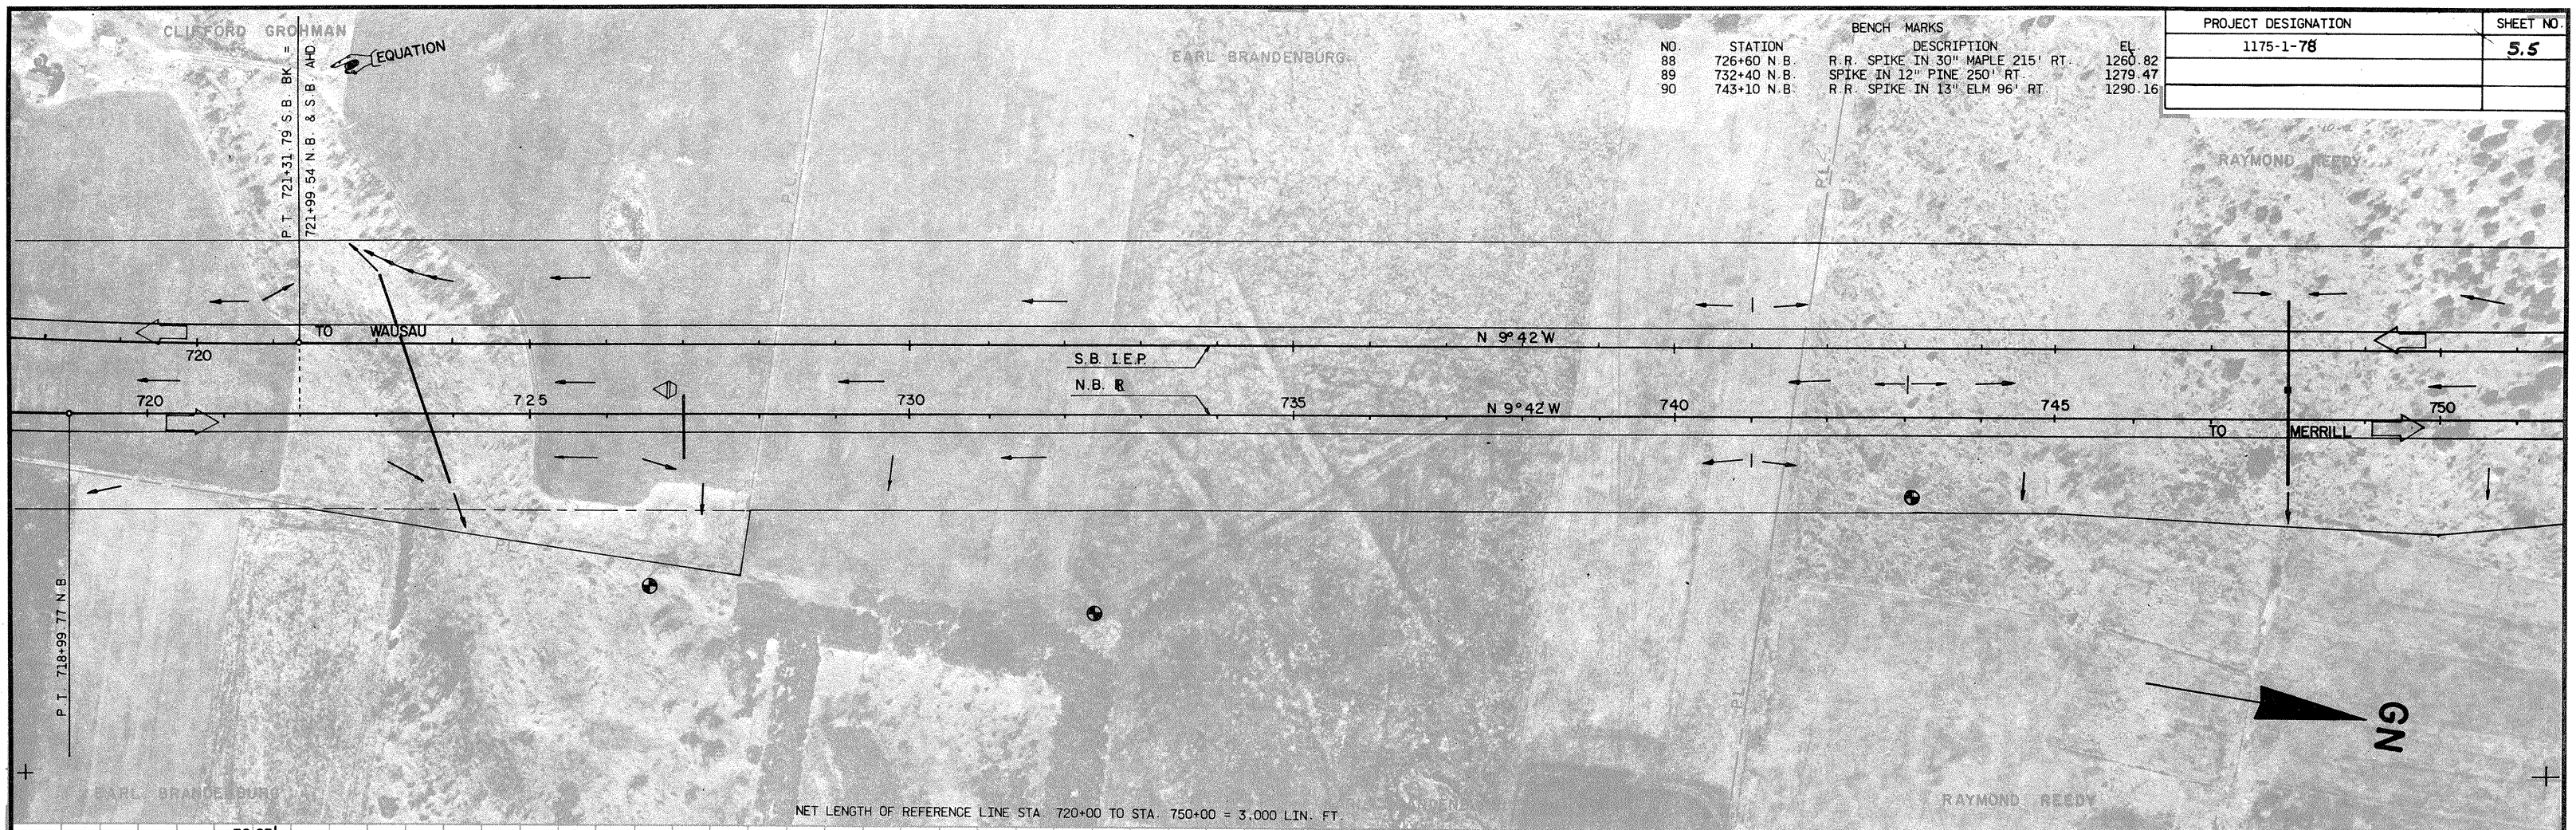 CLIFFORD GROHMAN
EQUATION
P.T. 721+31.79 S.B. BK. =
721+99.54 N.B. & S.B. AHD.
EARL BRANDENBURG
BENCH MARKS
NO. STATION DESCRIPTION EL.
88 726+60 N.B. R.R. SPIKE IN 30" MAPLE 215' RT. 1260.82
89 732+40 N.B. SPIKE IN 12" PINE 250' RT. 1279.47
90 743+10 N.B. R.R. SPIKE IN 13" ELM 96' RT. 1290.16
PROJECT DESIGNATION SHEET NO.
1175-1-78 5.5
RAYMOND REEDY
PL
PL
TO WAUSAU
720
N 9° 42' W
S.B. I.E.P.
N.B. R
720 725 730 735 740 745 750
N 9° 42' W
TO MERRILL
PL
P.T. 718+99.77 N.B.
PL
GN
EARL BRANDENBURG
RAYMOND REEDY
NET LENGTH OF REFERENCE LINE STA. 720+00 TO STA. 750+00 = 3,000 LIN. FT.